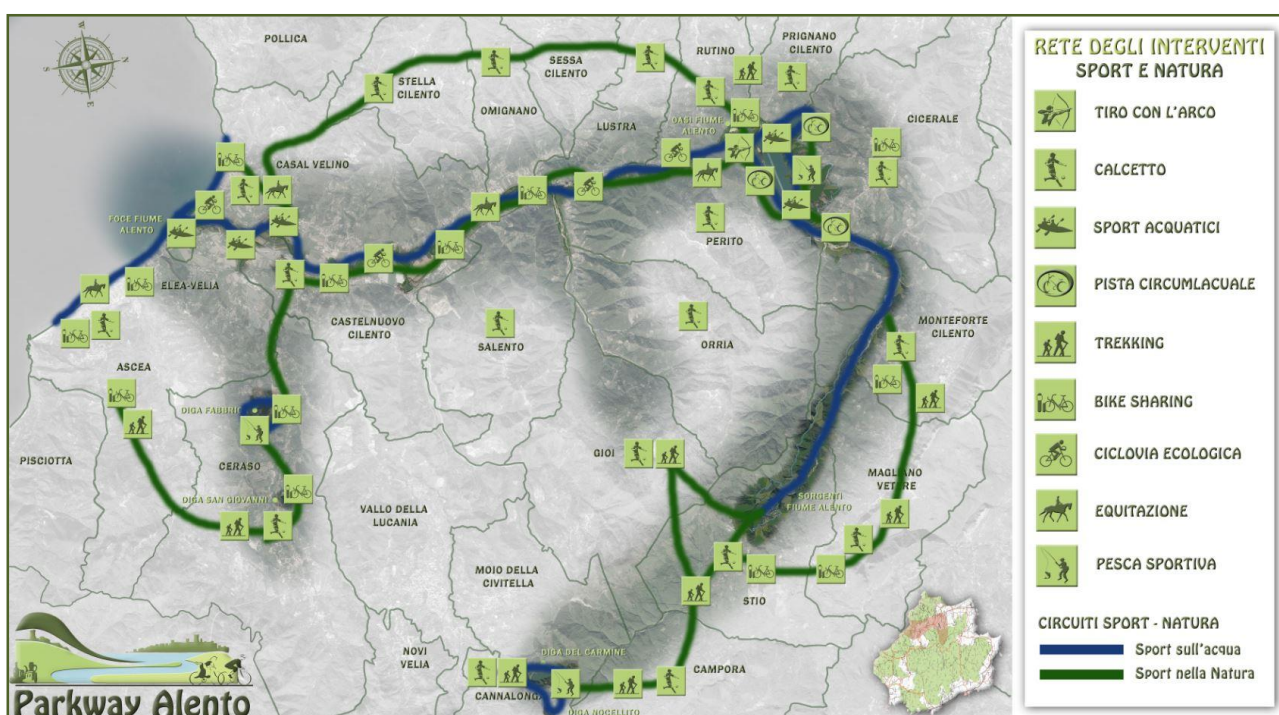 POLLICA
STELLA
CILENTO
OMIGNANO
SESSA
CILENTO
LUSTRA
RUTINO
PRIGNANO
CILENTO
OASI FIUME
ALENTO
CICERALE
CASAL VELINO
FOCE FIUME
ALENTO
ELEA-VELIA
PERITO
CASTELNUOVO
CILENTO
SALENTO
ORRIA
MONTEFORTE
CILENTO
ASCEA
DIGA FABBRI
PISCIOTTA
CERASO
GIOI
MAGLIANO
VETERE
DIGA SAN GIOVANNI
SORGENTI
FIUME ALENTO
VALLO DELLA
LUCANIA
MOIO DELLA
CIVITELLA
STIO
NOVI
VELIA
DIGA DEL CARMINE
CAMPORA
CANNALONGA
DIGA NOCELLITO
Parkway Alento
RETE DEGLI INTERVENTI
SPORT E NATURA
TIRO CON L'ARCO
CALCETTO
SPORT ACQUATICI
PISTA CIRCUMLACUALE
TREKKING
BIKE SHARING
CICLOVIA ECOLOGICA
EQUITAZIONE
PESCA SPORTIVA
CIRCUITI SPORT - NATURA
Sport sull'acqua
Sport nella Natura